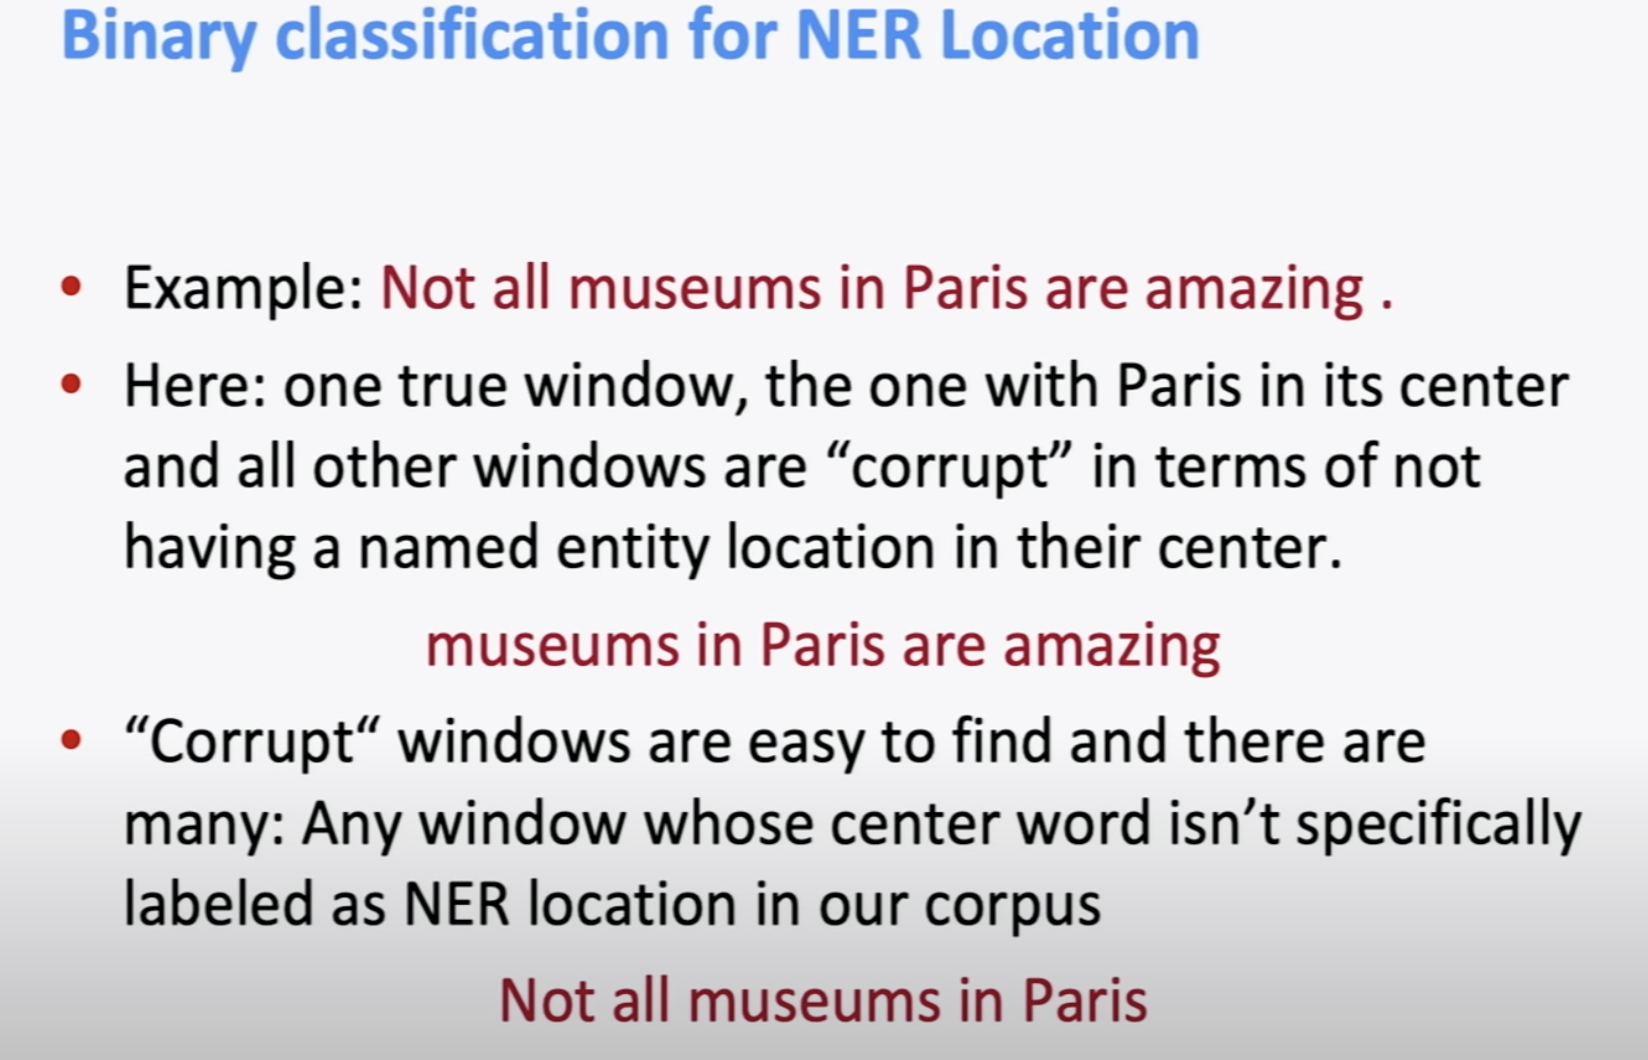 Binary classification for NER Location
• Example: Not all museums in Paris are amazing .
• Here: one true window, the one with Paris in its center
and all other windows are “corrupt” in terms of not
having a named entity location in their center.
museums in Paris are amazing
• “Corrupt“ windows are easy to find and there are
many: Any window whose center word isn’t specifically
labeled as NER location in our corpus
Not all museums in Paris